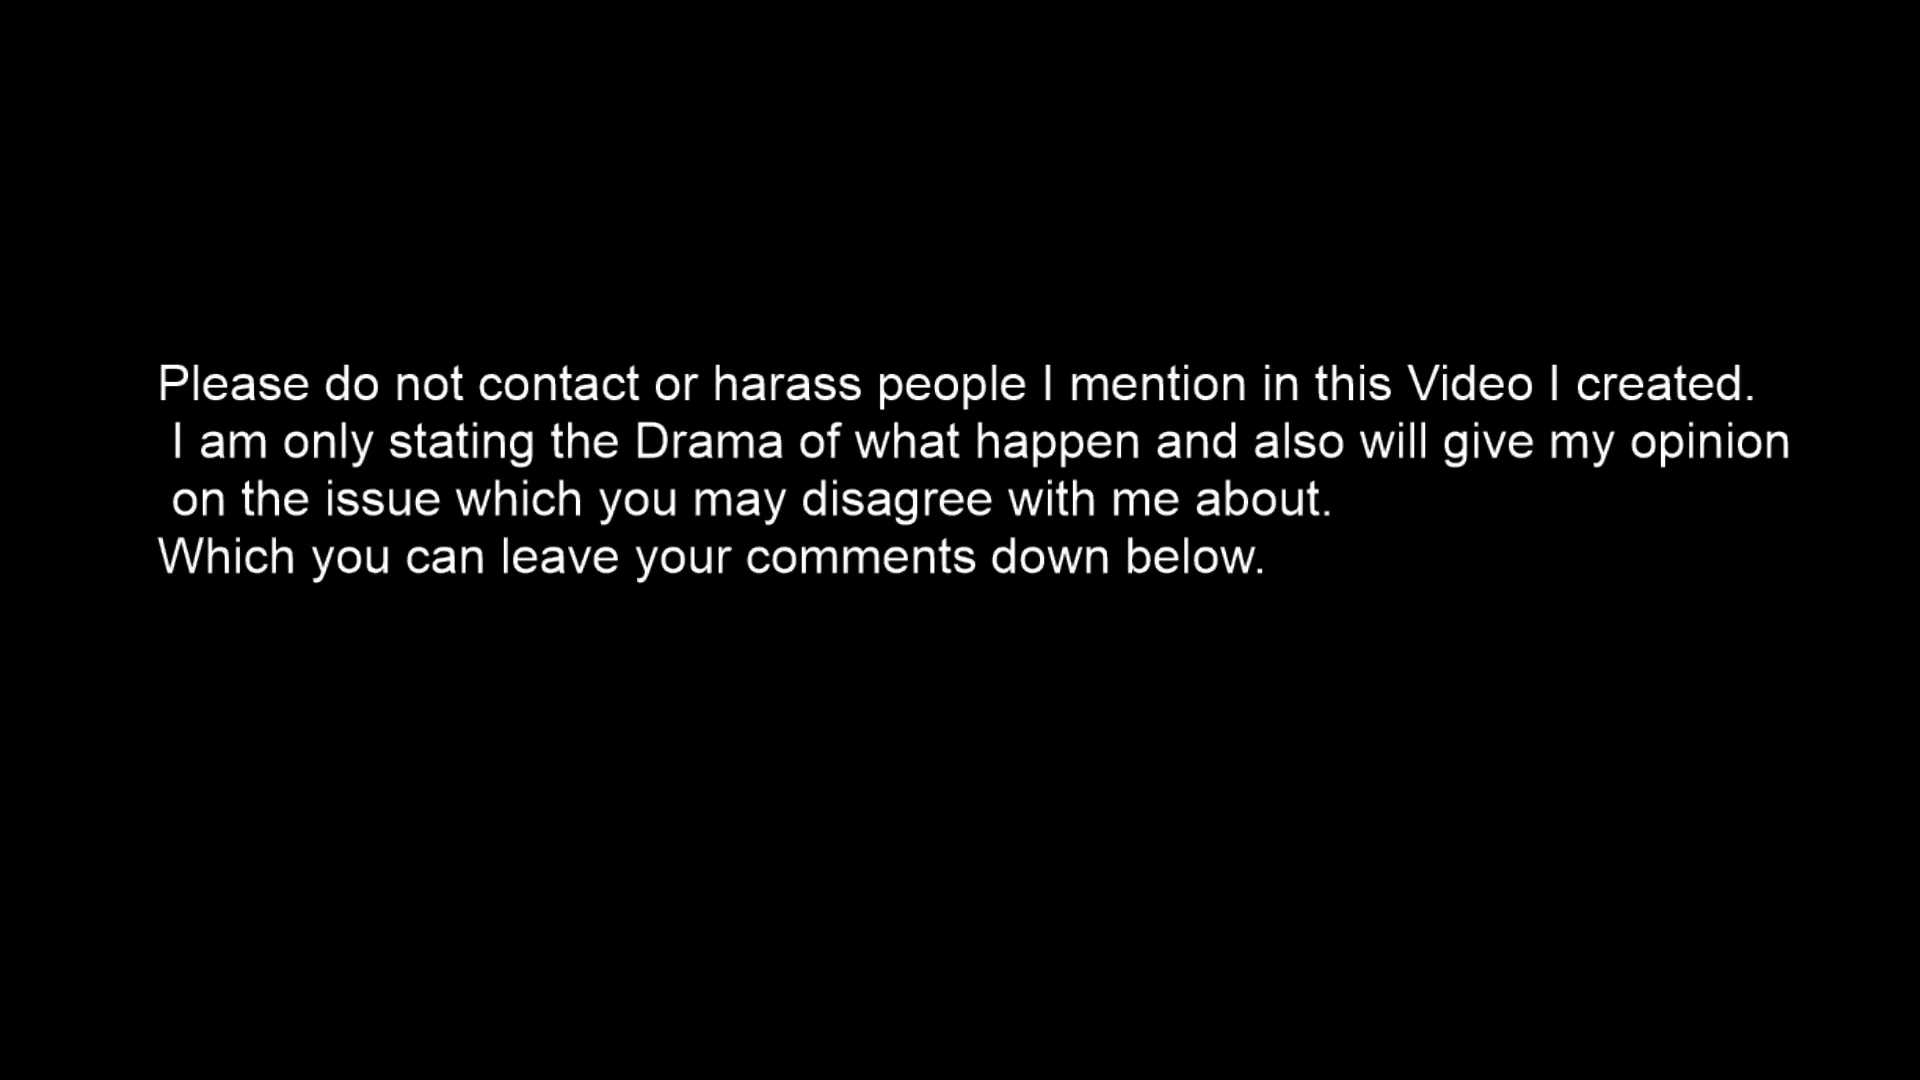 Please do not contact or harass people I mention in this Video I created.
I am only stating the Drama of what happen and also will give my opinion
on the issue which you may disagree with me about.
Which you can leave your comments down below.